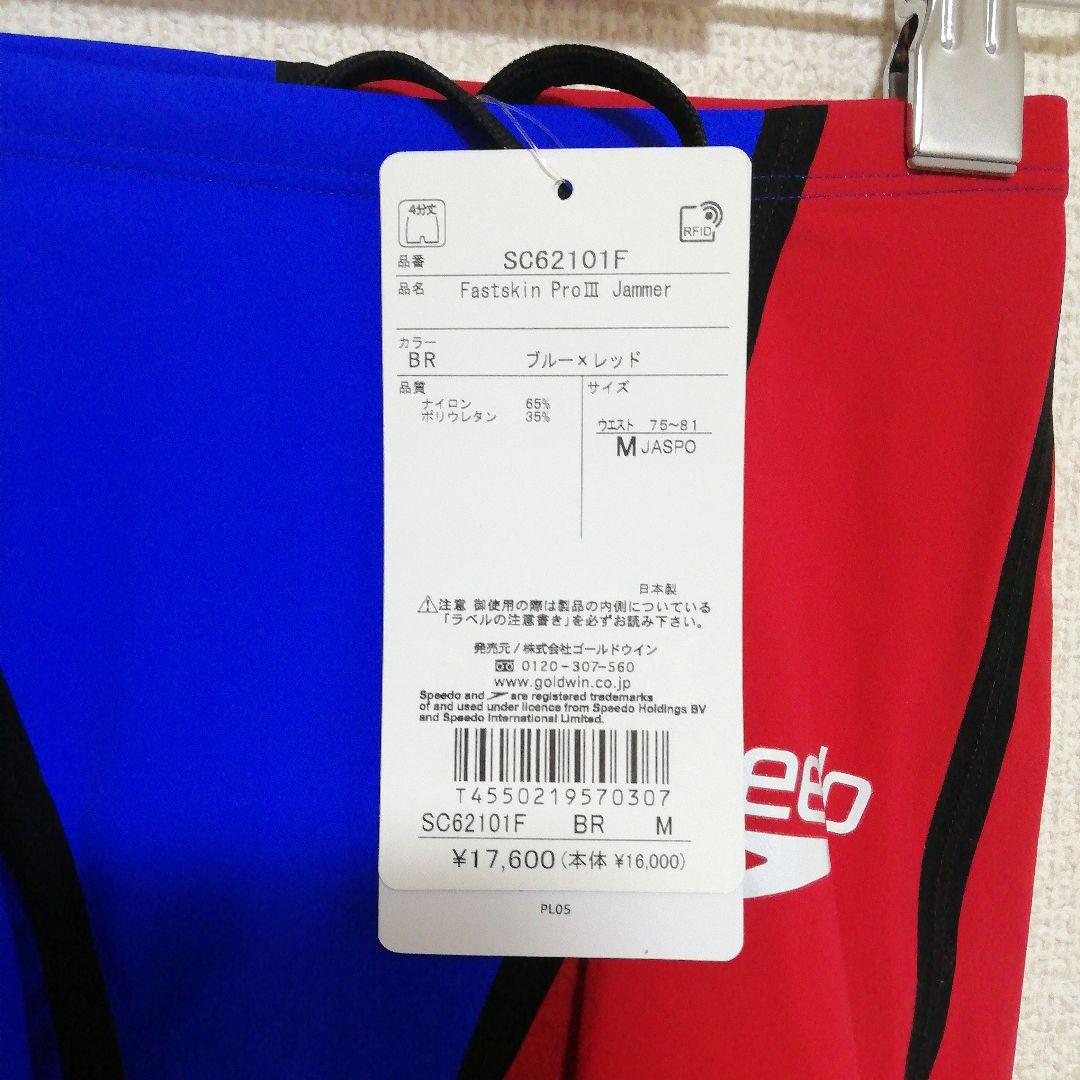 4分丈
RFID
品番 SC62101F
品名 Fastskin ProⅢ Jammer
カラー
BR ブルー×レッド
品質
ナイロン 65%
ポリウレタン 35%
サイズ
ウエスト 75~81
M JASPO
日本製
⚠注意 御使用の際は製品の内側についている
「ラベルの注意書き」を必ずお読み下さい。
発売元/株式会社ゴールドウイン
0120-307-560
www.goldwin.co.jp
Speedo and are registered trademarks
of and used under licence from Speedo Holdings BV
and Speedo International Limited.
T4550219570307
SC62101F BR M
¥17,600(本体 ¥16,000)
PL05
eedo